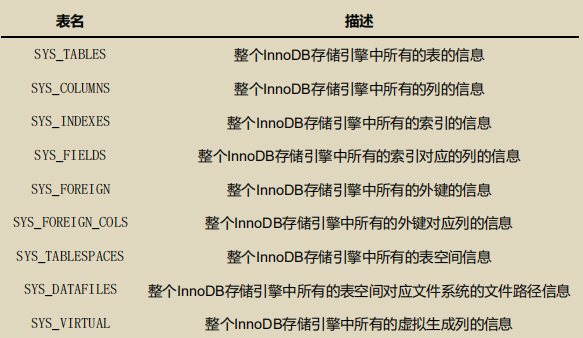 表名 描述
SYS_TABLES 整个InnoDB存储引擎中所有的表的信息
SYS_COLUMNS 整个InnoDB存储引擎中所有的列的信息
SYS_INDEXES 整个InnoDB存储引擎中所有的索引的信息
SYS_FIELDS 整个InnoDB存储引擎中所有的索引对应的列的信息
SYS_FOREIGN 整个InnoDB存储引擎中所有的外键的信息
SYS_FOREIGN_COLS 整个InnoDB存储引擎中所有的外键对应列的信息
SYS_TABLESPACES 整个InnoDB存储引擎中所有的表空间信息
SYS_DATAFILES 整个InnoDB存储引擎中所有的表空间对应文件系统的文件路径信息
SYS_VIRTUAL 整个InnoDB存储引擎中所有的虚拟生成列的信息